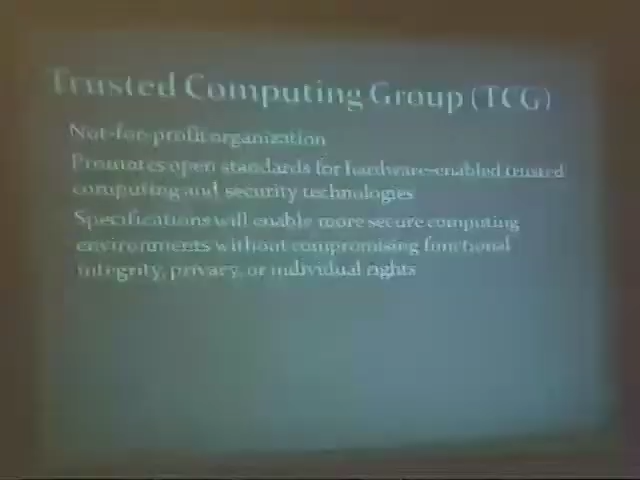 Trusted Computing Group (TCG)
Not-for-profit organization
Promotes open standards for hardware-enabled trusted
computing and security technologies
Specifications will enable more secure computing
environments without compromising functional
integrity, privacy, or individual rights